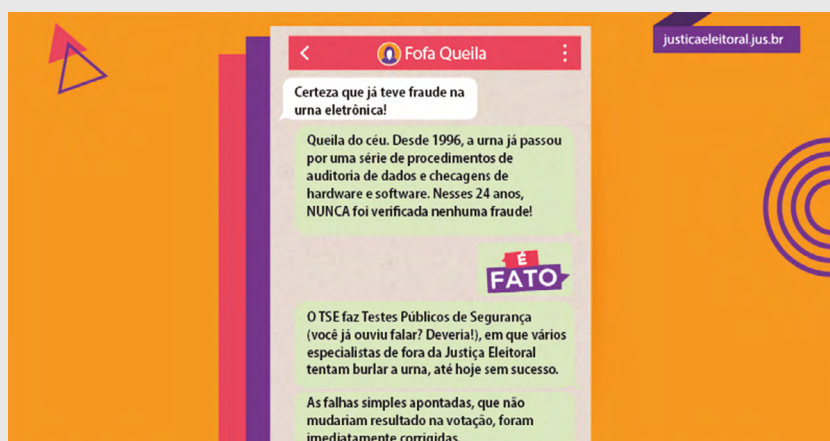 justicaeleitoral.jus.br
Fofa Queila
Certeza que já teve fraude na
urna eletrônica!
Queila do céu. Desde 1996, a urna já passou
por uma série de procedimentos de
auditoria de dados e checagens de
hardware e software. Nesses 24 anos,
NUNCA foi verificada nenhuma fraude!
É
FATO
O TSE faz Testes Públicos de Segurança
(você já ouviu falar? Deveria!), em que vários
especialistas de fora da Justiça Eleitoral
tentam burlar a urna, até hoje sem sucesso.
As falhas simples apontadas, que não
mudariam resultado na votação, foram
imediatamente corrigidas.